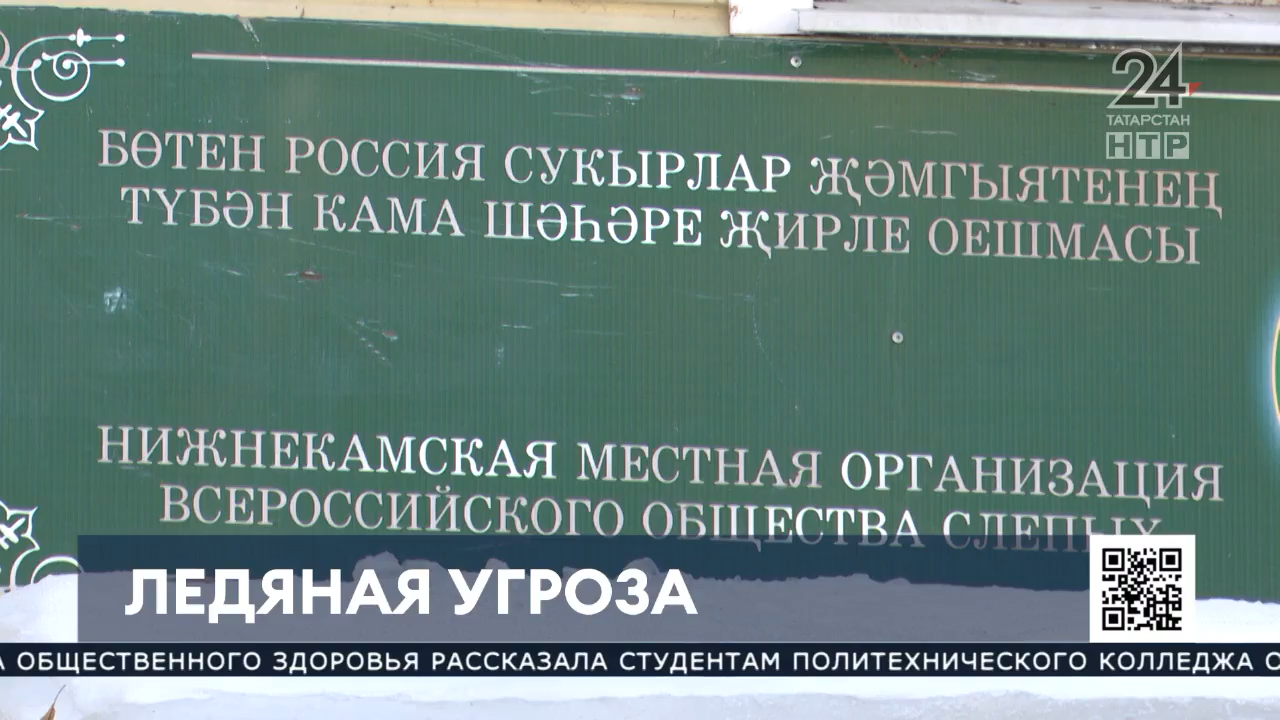 24
ТАТАРСТАН
НТР
БӨТЕН РОССИЯ СУКЫРЛАР ҖӘМГЫЯТЕНЕҢ
ТҮБӘН КАМА ШӘҺӘРЕ ҖИРЛЕ ОЕШМАСЫ
НИЖНЕКАМСКАЯ МЕСТНАЯ ОРГАНИЗАЦИЯ
ВСЕРОССИЙСКОГО ОБЩЕСТВА СЛЕПЫХ
ЛЕДЯНАЯ УГРОЗА
А ОБЩЕСТВЕННОГО ЗДОРОВЬЯ РАССКАЗАЛА СТУДЕНТАМ ПОЛИТЕХНИЧЕСКОГО КОЛЛЕДЖА С